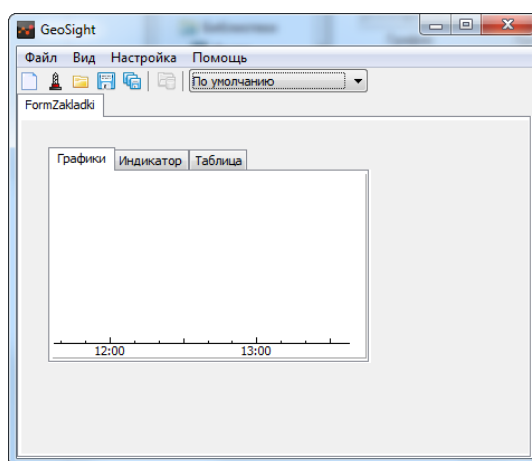 GeoSight
Файл Вид Настройка Помощь
По умолчанию
FormZakladki
Графики Индикатор Таблица
12:00 13:00